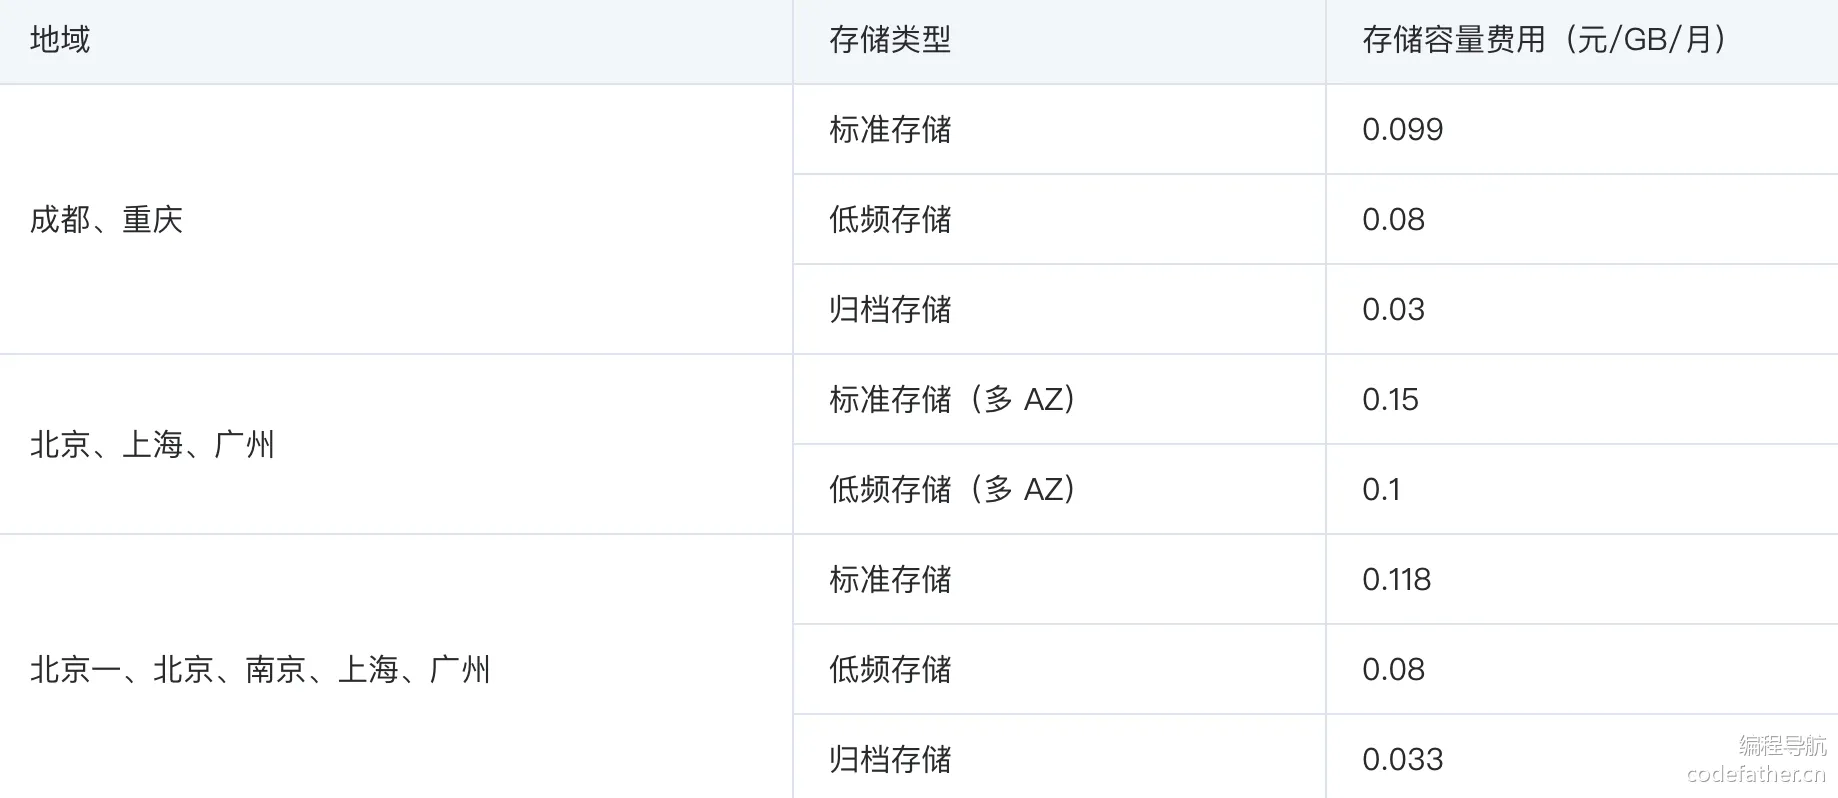 地域 存储类型 存储容量费用（元/GB/月）
成都、重庆 标准存储 0.099
低频存储 0.08
归档存储 0.03
北京、上海、广州 标准存储（多 AZ） 0.15
低频存储（多 AZ） 0.1
北京一、北京、南京、上海、广州 标准存储 0.118
低频存储 0.08
归档存储 0.033
编程导航
codefather.cn